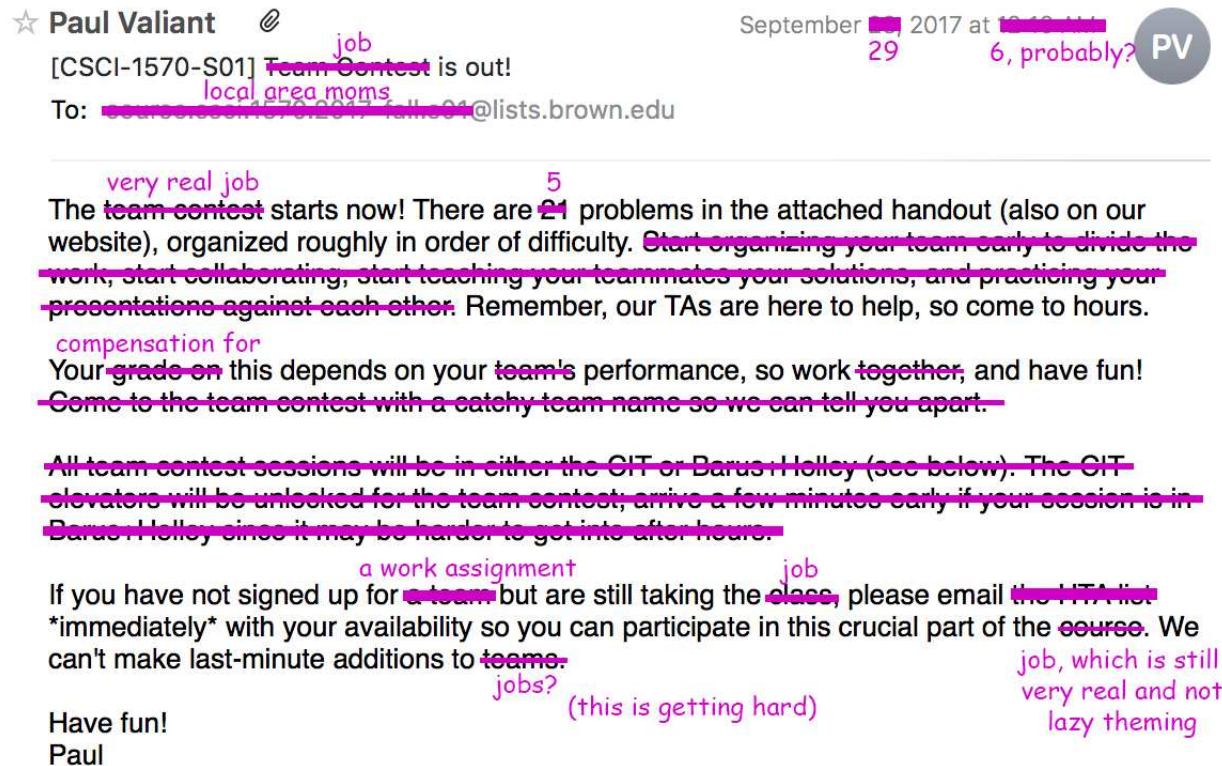 Paul Valiant
September 20, 2017 at 12:18 AM
29
6, probably?
PV
job
[CSCI-1570-S01] Team Contest is out!
local area moms
To: course.csci.1570.2017-fall.s01@lists.brown.edu
very real job
5
The team contest starts now! There are 21 problems in the attached handout (also on our
website), organized roughly in order of difficulty. Start organizing your team early to divide the
work, start collaborating, start teaching your teammates your solutions, and practicing your
presentations against each other. Remember, our TAs are here to help, so come to hours.
compensation for
Your grade on this depends on your team's performance, so work together, and have fun!
Come to the team contest with a catchy team name so we can tell you apart.
All team contest sessions will be in either the CIT or Barus+Holley (see below). The CIT
elevators will be unlocked for the team contest; arrive a few minutes early if your session is in
Barus+Holley since it may be harder to get into after hours.
a work assignment
job
If you have not signed up for a team but are still taking the class, please email the HTA list
*immediately* with your availability so you can participate in this crucial part of the course. We
can't make last-minute additions to teams.
job, which is still
very real and not
lazy theming
jobs?
(this is getting hard)
Have fun!
Paul